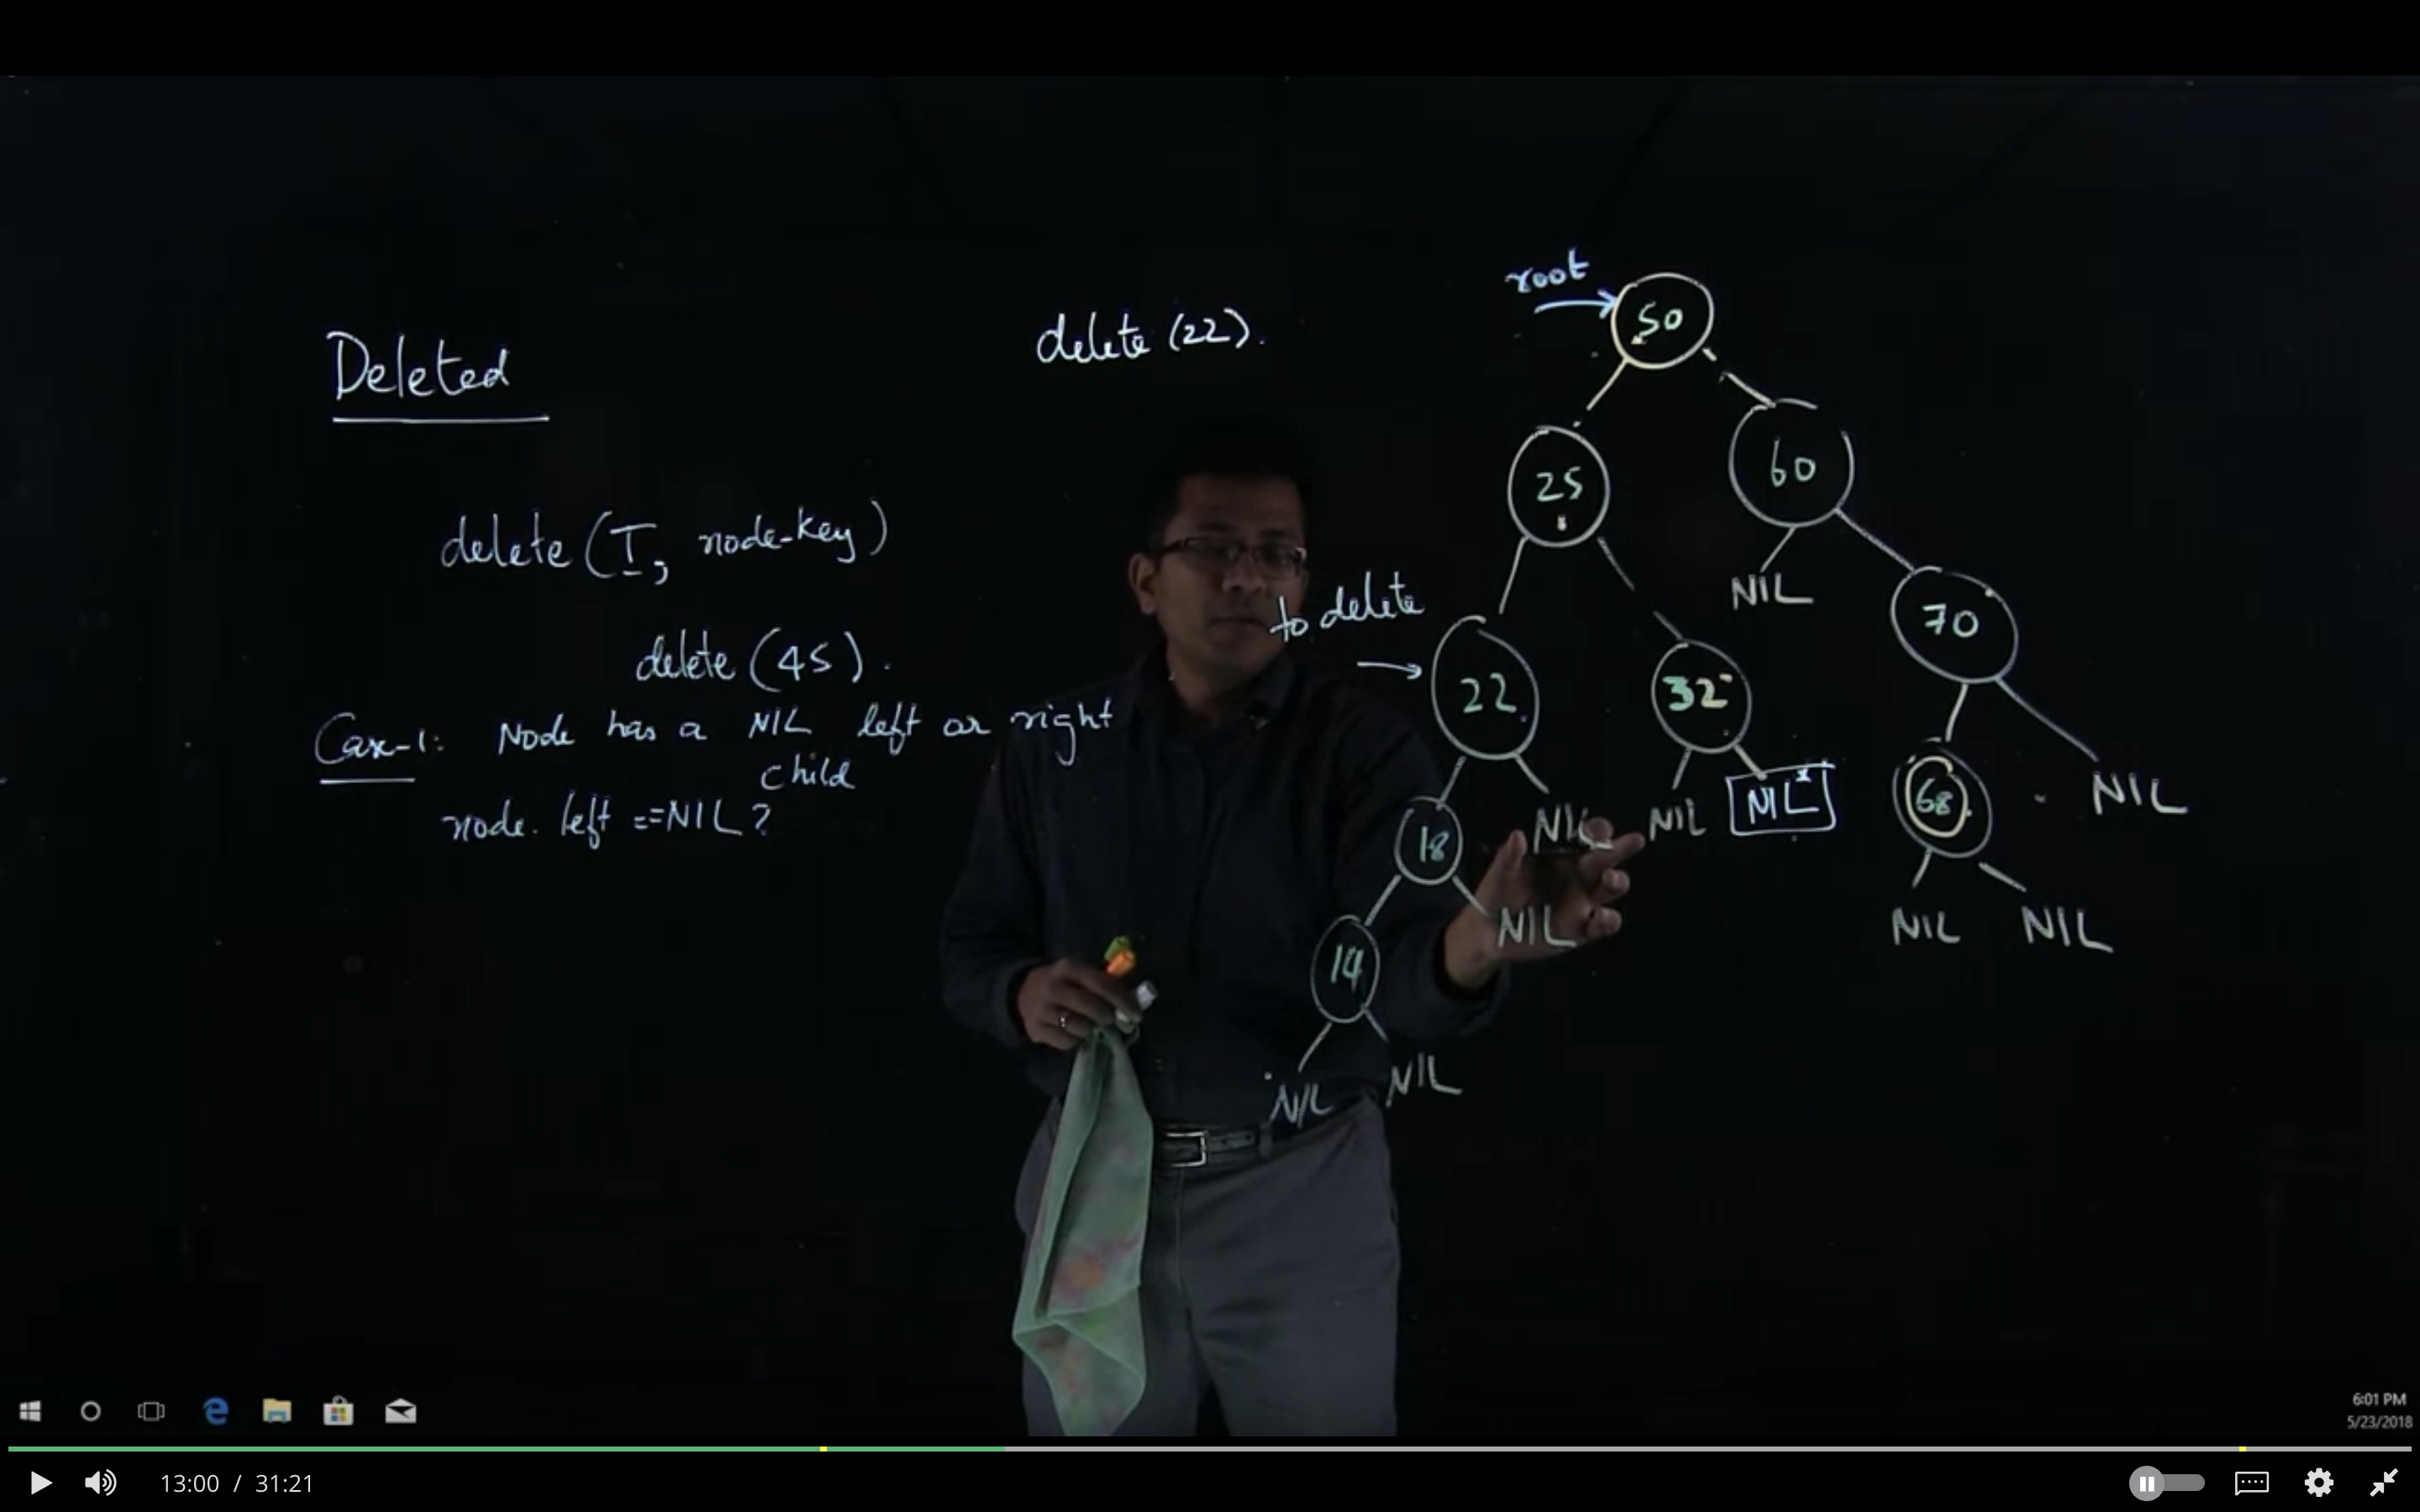 Deleted
delete (T, node-key)
delete (45).
Case-1: Node has a NIL left or right
child
node. left ==NIL?
delete (22).
root
50
25
60
to delete
NIL
22
32
70
18
NIL
NIL
NIL
68
NIL
14
NIL
NIL
NIL
NIL
NIL
6:01 PM
5/23/2018
13:00 / 31:21